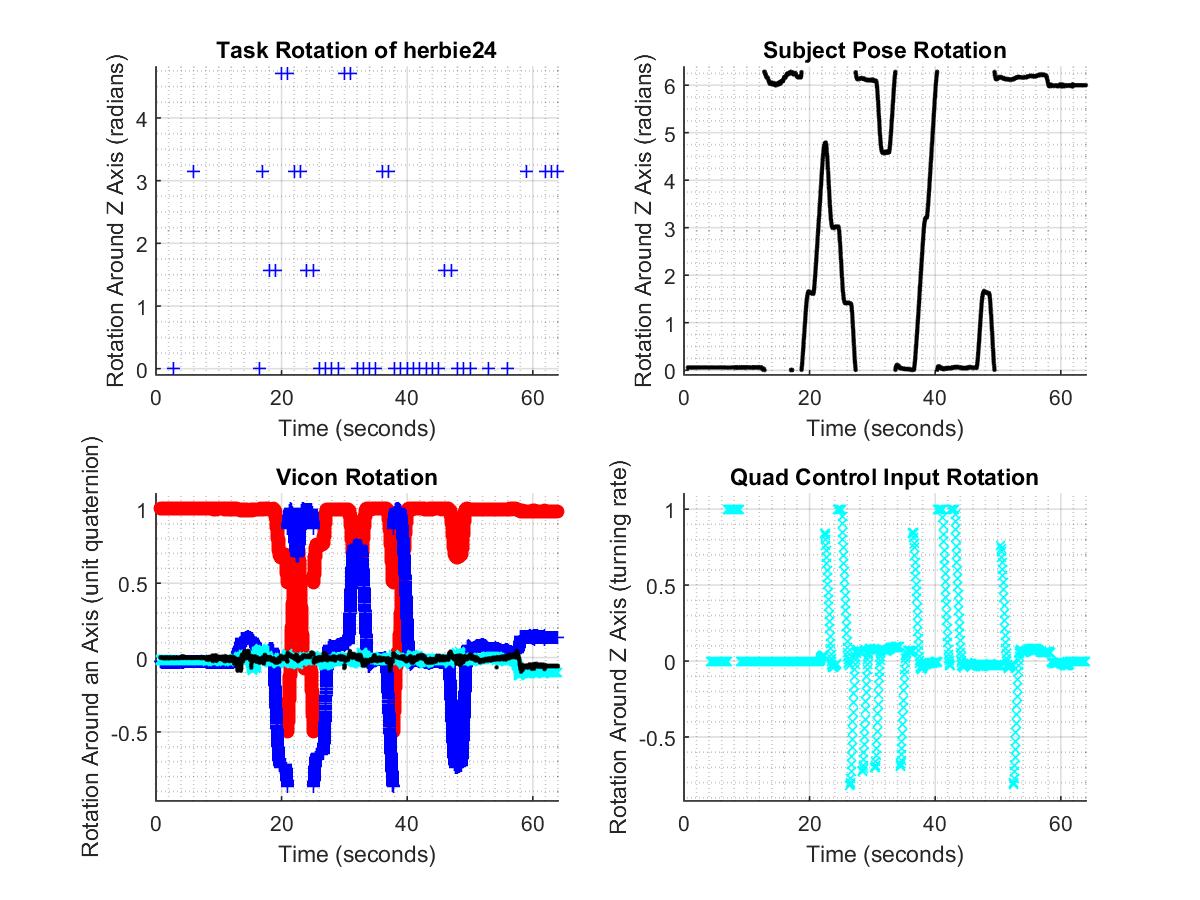 Task Rotation of herbie24
Rotation Around Z Axis (radians)
4
3
2
1
0
0 20 40 60
Time (seconds)
Subject Pose Rotation
Rotation Around Z Axis (radians)
6
5
4
3
2
1
0
0 20 40 60
Time (seconds)
Vicon Rotation
Rotation Around an Axis (unit quaternion)
1
0.5
0
-0.5
0 20 40 60
Time (seconds)
Quad Control Input Rotation
Rotation Around Z Axis (turning rate)
1
0.5
0
-0.5
0 20 40 60
Time (seconds)